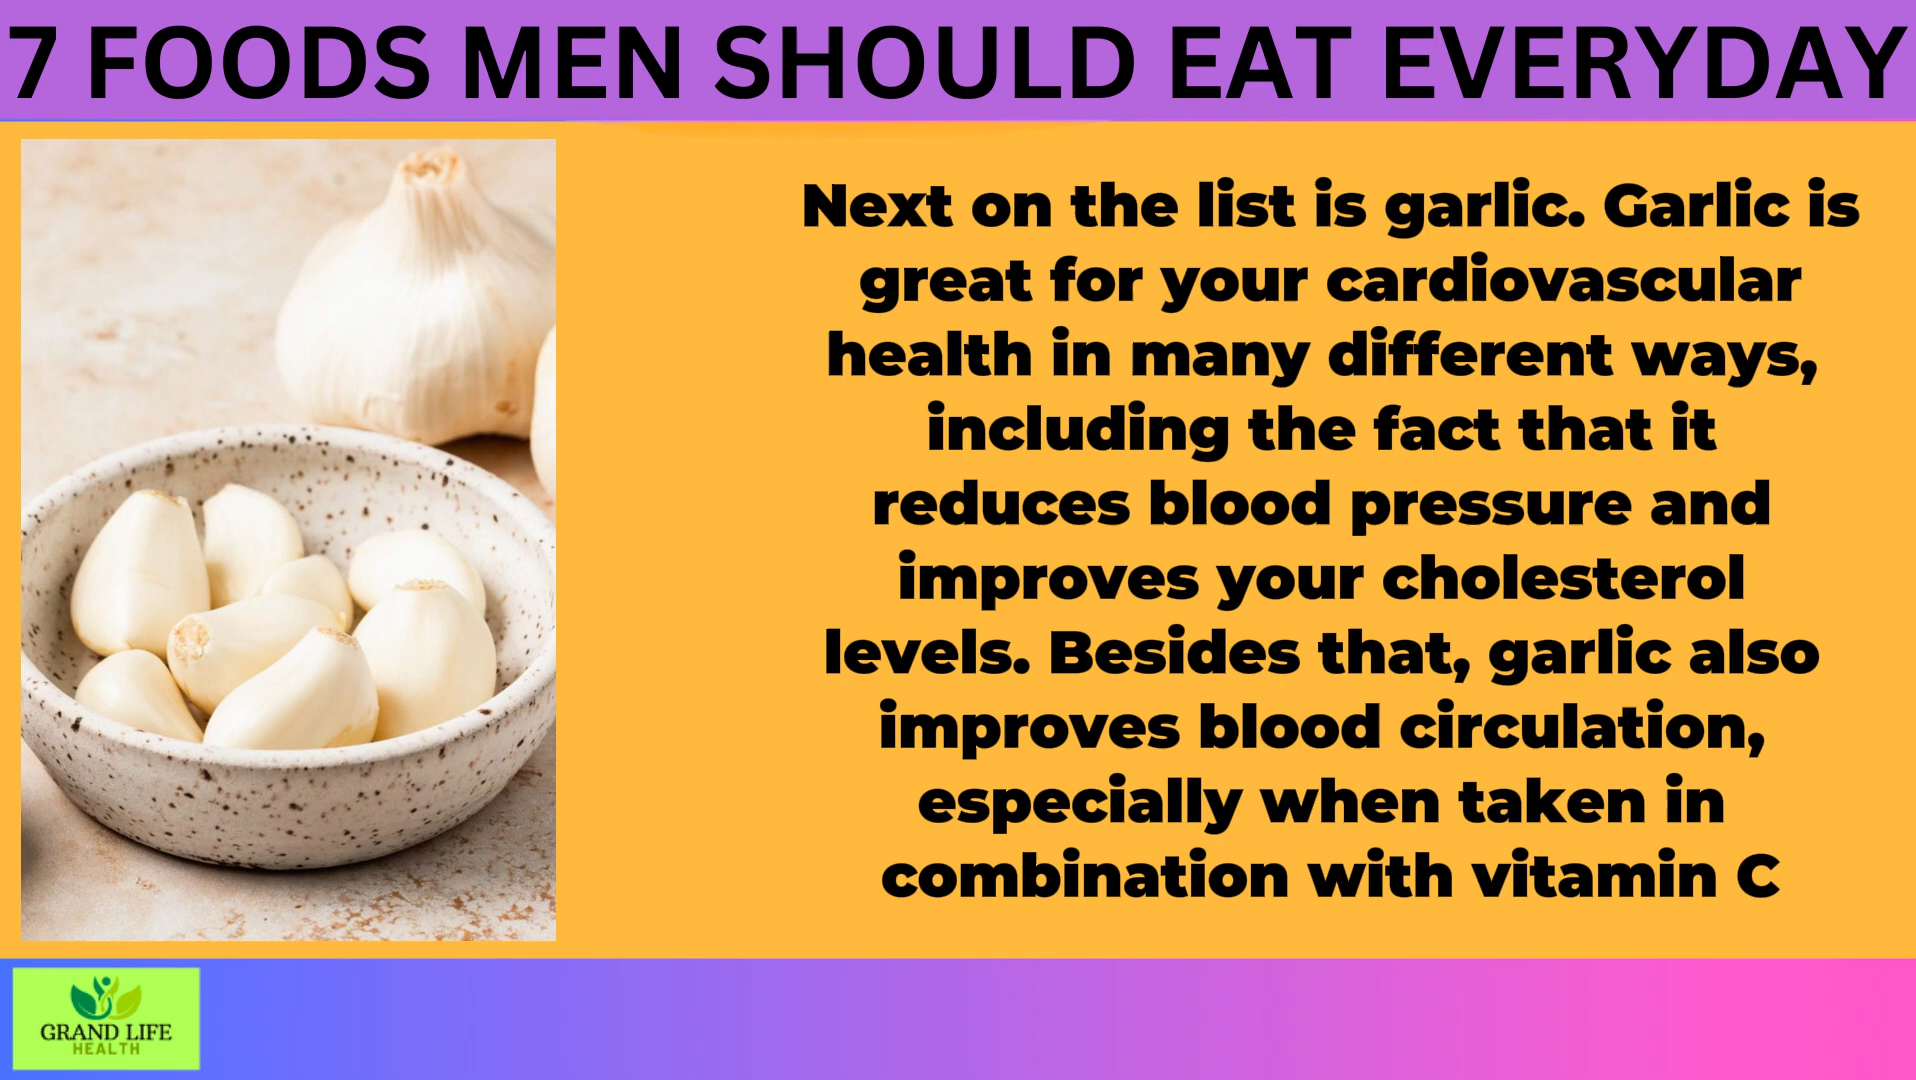 7 FOODS MEN SHOULD EAT EVERYDAY
Next on the list is garlic. Garlic is
great for your cardiovascular
health in many different ways,
including the fact that it
reduces blood pressure and
improves your cholesterol
levels. Besides that, garlic also
improves blood circulation,
especially when taken in
combination with vitamin C
GRAND LIFE
HEALTH